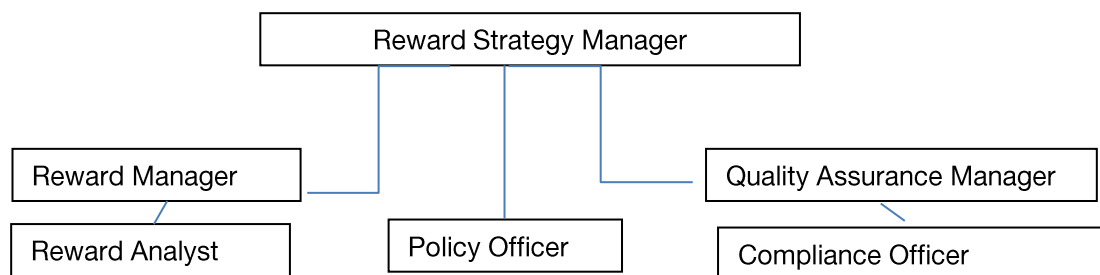 Reward Strategy Manager
Reward Manager
Quality Assurance Manager
Reward Analyst
Policy Officer
Compliance Officer